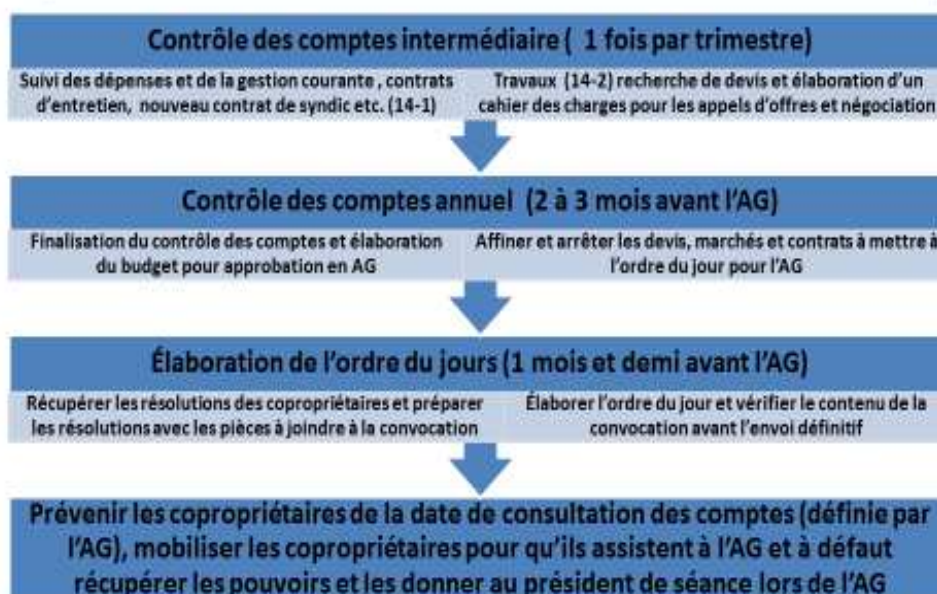 Contrôle des comptes intermédiaire ( 1 fois par trimestre)
Suivi des dépenses et de la gestion courante , contrats
d'entretien, nouveau contrat de syndic etc. (14-1)
Travaux (14-2) recherche de devis et élaboration d'un
cahier des charges pour les appels d'offres et négociation
Contrôle des comptes annuel (2 à 3 mois avant l'AG)
Finalisation du contrôle des comptes et élaboration
du budget pour approbation en AG
Affiner et arrêter les devis, marchés et contrats à mettre à
l'ordre du jour pour l'AG
Élaboration de l'ordre du jours (1 mois et demi avant l'AG)
Récupérer les résolutions des copropriétaires et préparer
les résolutions avec les pièces à joindre à la convocation
Élaborer l'ordre du jour et vérifier le contenu de la
convocation avant l'envoi définitif
Prévenir les copropriétaires de la date de consultation des comptes (définie par
l'AG), mobiliser les copropriétaires pour qu'ils assistent à l'AG et à défaut
récupérer les pouvoirs et les donner au président de séance lors de l'AG